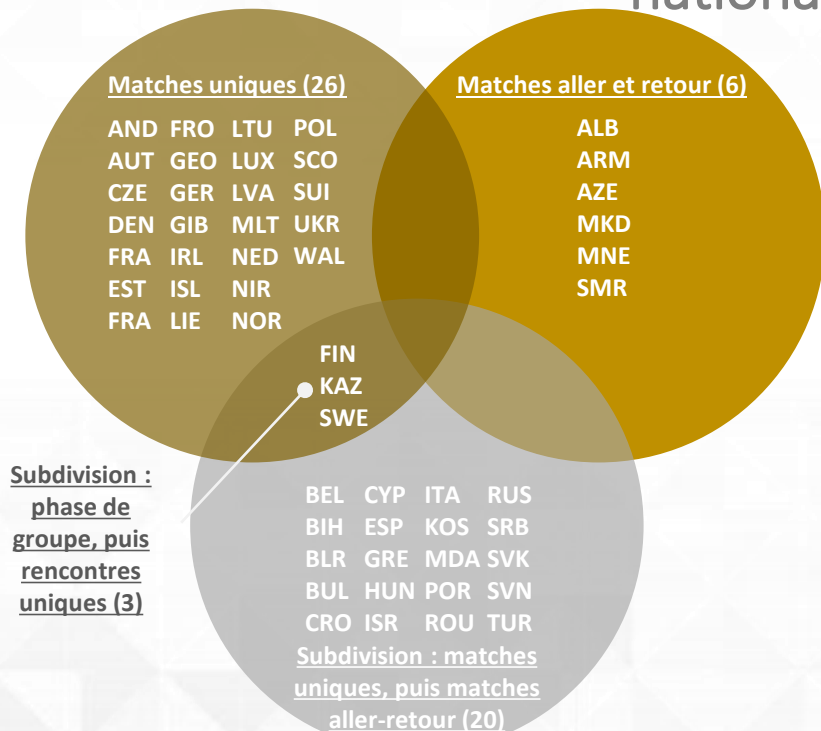 nationa
Matches uniques (26)
AND FRO LTU POL
AUT GEO LUX SCO
CZE GER LVA SUI
DEN GIB MLT UKR
FRA IRL NED WAL
EST ISL NIR
FRA LIE NOR
Matches aller et retour (6)
ALB
ARM
AZE
MKD
MNE
SMR
FIN
KAZ
SWE
Subdivision :
phase de
groupe, puis
rencontres
uniques (3)
BEL CYP ITA RUS
BIH ESP KOS SRB
BLR GRE MDA SVK
BUL HUN POR SVN
CRO ISR ROU TUR
Subdivision : matches
uniques, puis matches
aller-retour (20)